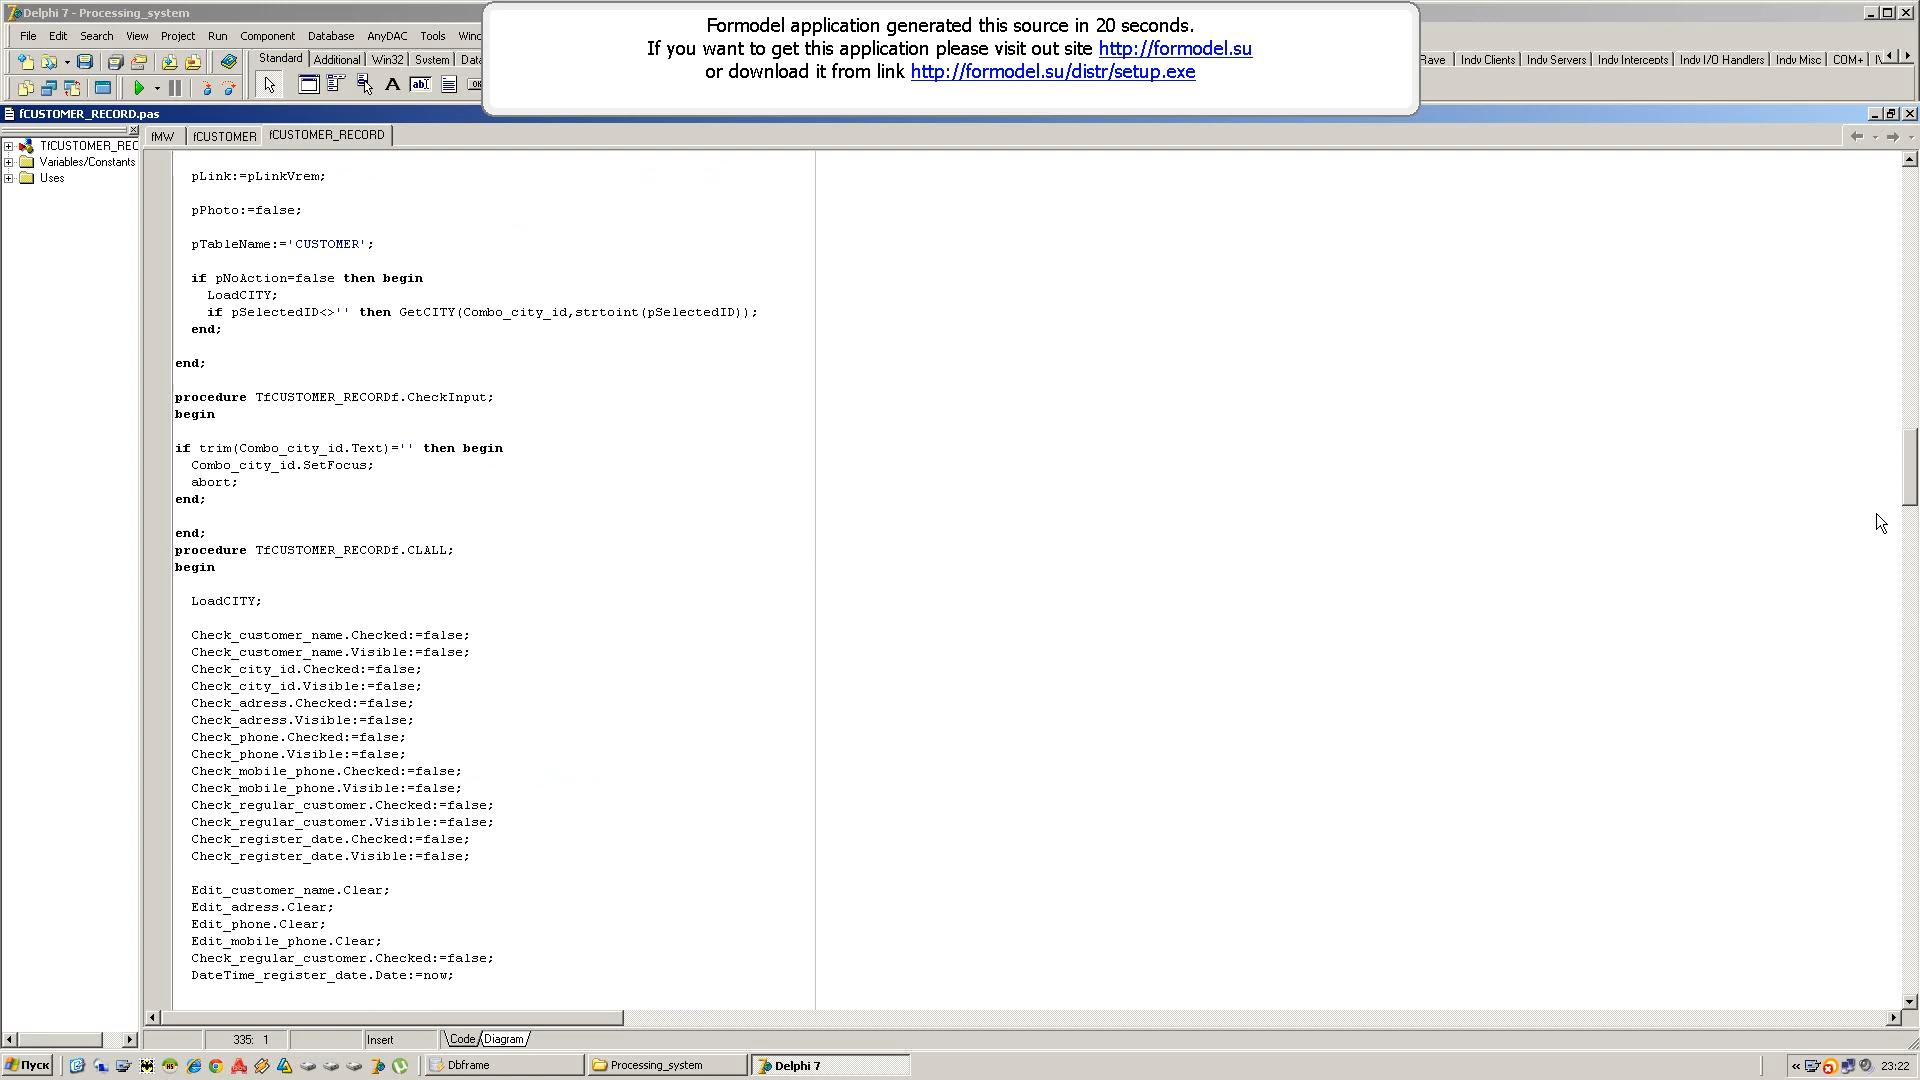 Delphi 7 - Processing_system
Formodel application generated this source in 20 seconds.
If you want to get this application please visit out site http://formodel.su
or download it from link http://formodel.su/distr/setup.exe
File Edit Search View Project Run Component Database AnyDAC Tools
Standard Additional Win32 System
Rave Indy Clients Indy Servers Indy Intercepts Indy I/O Handlers Indy Misc COM+
fCUSTOMER_RECORD.pas
TfCUSTOMER_REC
Variables/Constants
Uses
fMW fCUSTOMER fCUSTOMER_RECORD
pLink:=pLinkVrem;
pPhoto:=false;
pTableName:='CUSTOMER';
if pNoAction=false then begin
LoadCITY;
if pSelectedID<>'' then GetCITY(Combo_city_id,strtoint(pSelectedID));
end;
end;
procedure TfCUSTOMER_RECORDf.CheckInput;
begin
if trim(Combo_city_id.Text)='' then begin
Combo_city_id.SetFocus;
abort;
end;
end;
procedure TfCUSTOMER_RECORDf.CLALL;
begin
LoadCITY;
Check_customer_name.Checked:=false;
Check_customer_name.Visible:=false;
Check_city_id.Checked:=false;
Check_city_id.Visible:=false;
Check_adress.Checked:=false;
Check_adress.Visible:=false;
Check_phone.Checked:=false;
Check_phone.Visible:=false;
Check_mobile_phone.Checked:=false;
Check_mobile_phone.Visible:=false;
Check_regular_customer.Checked:=false;
Check_regular_customer.Visible:=false;
Check_register_date.Checked:=false;
Check_register_date.Visible:=false;
Edit_customer_name.Clear;
Edit_adress.Clear;
Edit_phone.Clear;
Edit_mobile_phone.Clear;
Check_regular_customer.Checked:=false;
DateTime_register_date.Date:=now;
335: 1 Insert Code Diagram
Пуск Dbframe Processing_system Delphi 7 23:22